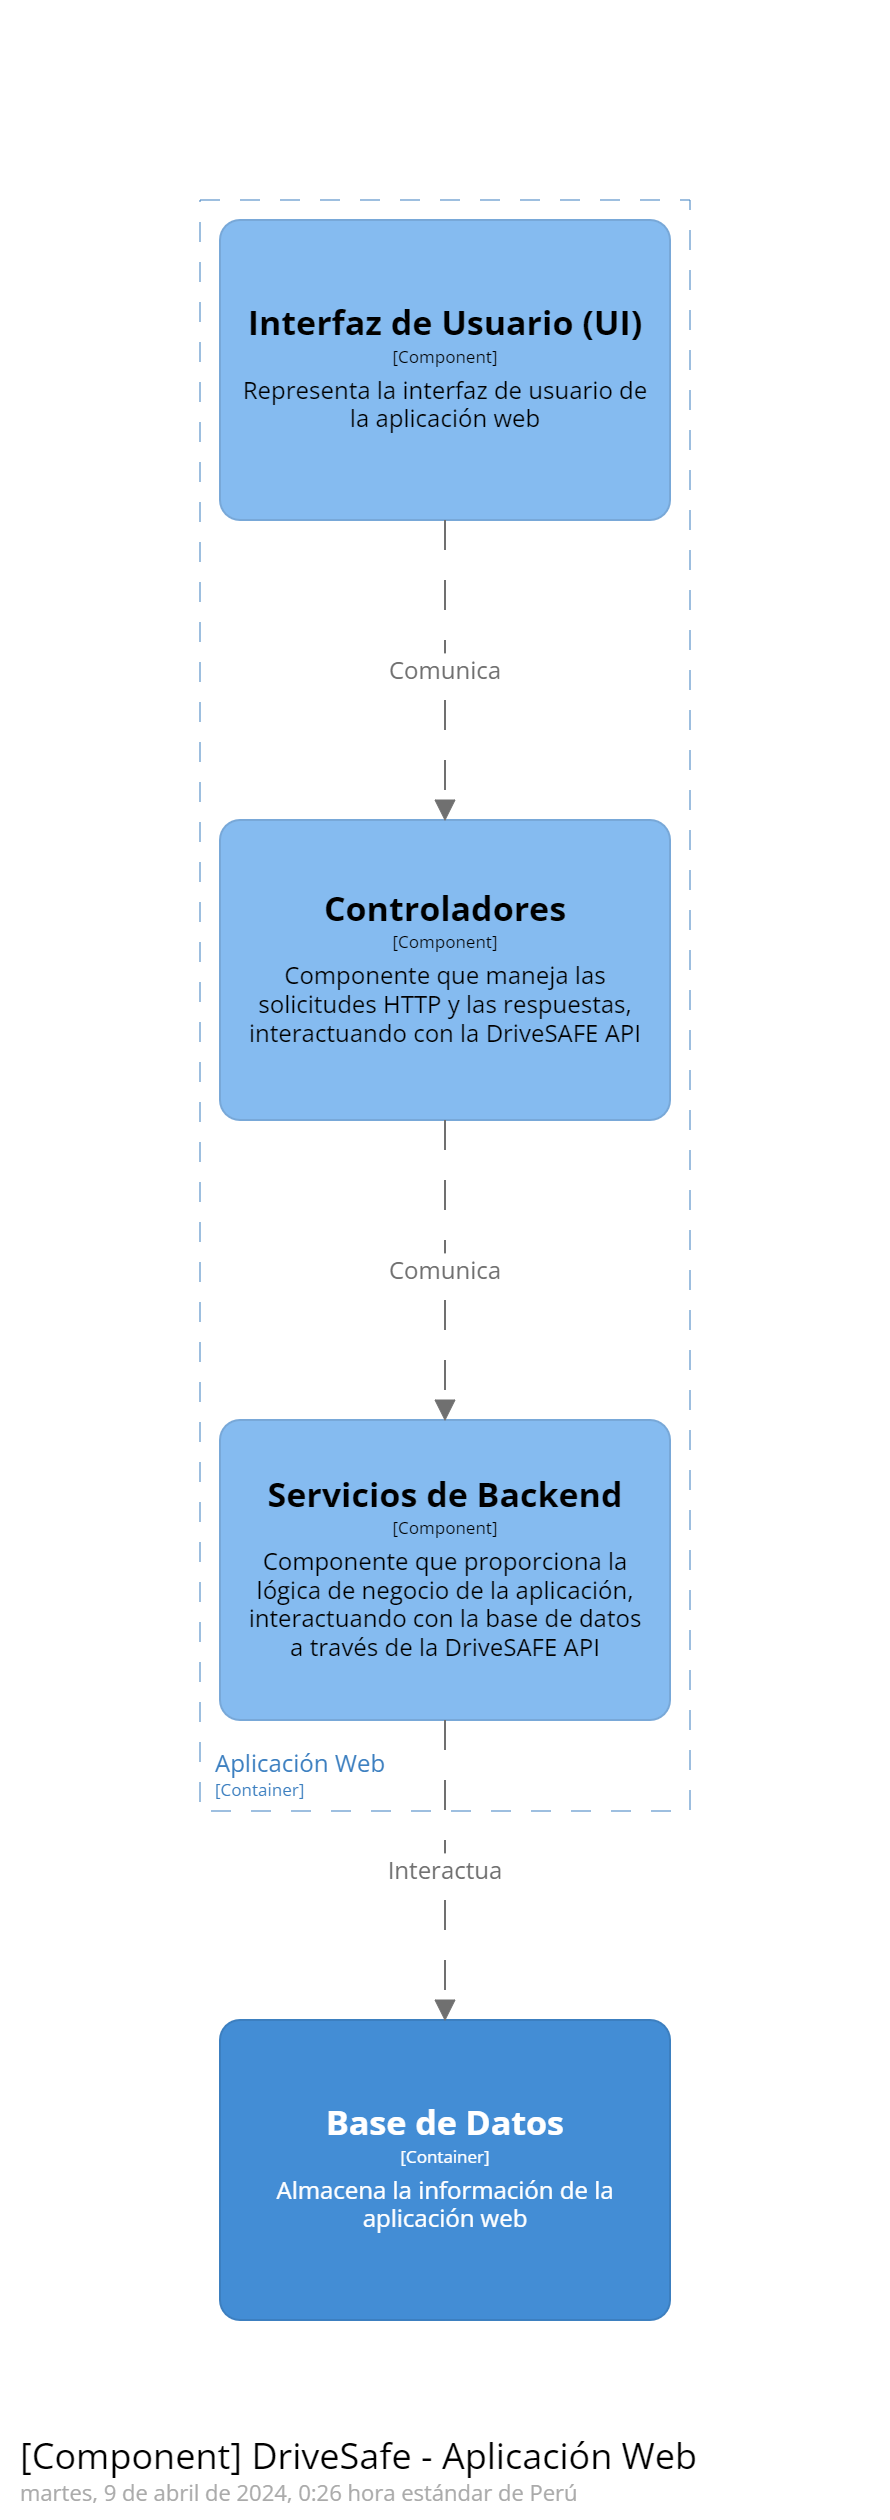 Interfaz de Usuario (UI)
[Component]
Representa la interfaz de usuario de
la aplicación web
Comunica
Controladores
[Component]
Componente que maneja las
solicitudes HTTP y las respuestas,
interactuando con la DriveSAFE API
Comunica
Servicios de Backend
[Component]
Componente que proporciona la
lógica de negocio de la aplicación,
interactuando con la base de datos
a través de la DriveSAFE API
Aplicación Web
[Container]
Interactua
Base de Datos
[Container]
Almacena la información de la
aplicación web
[Component] DriveSafe - Aplicación Web
martes, 9 de abril de 2024, 0:26 hora estándar de Perú